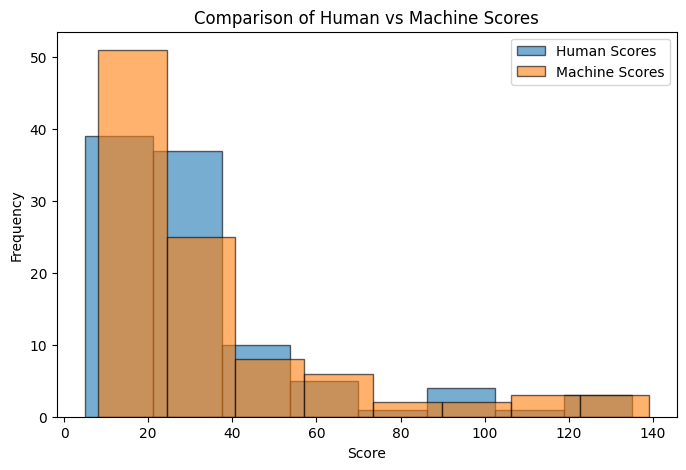 Comparison of Human vs Machine Scores
Human Scores
Machine Scores
Frequency
50
40
30
20
10
0
0 20 40 60 80 100 120 140
Score